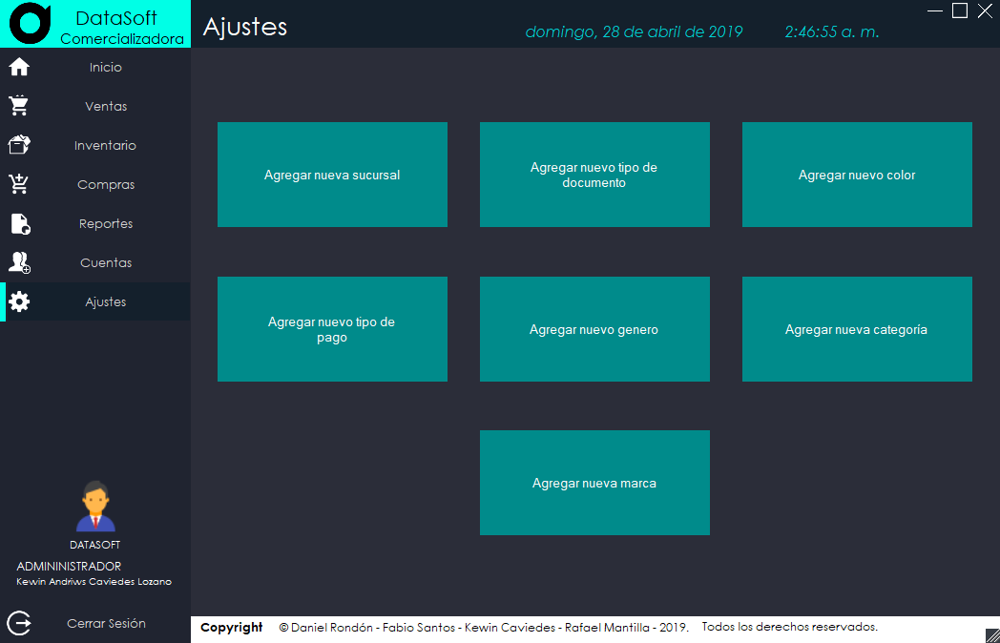 DataSoft
Comercializadora
Ajustes
domingo, 28 de abril de 2019
2:46:55 a. m.
Inicio
Ventas
Inventario
Compras
Reportes
Cuentas
Ajustes
Agregar nueva sucursal
Agregar nuevo tipo de
documento
Agregar nuevo color
Agregar nuevo tipo de
pago
Agregar nuevo genero
Agregar nueva categoría
Agregar nueva marca
DATASOFT
ADMININISTRADOR
Kewin Andriws Caviedes Lozano
Cerrar Sesión
Copyright © Daniel Rondón - Fabio Santos - Kewin Caviedes - Rafael Mantilla - 2019. Todos los derechos reservados.